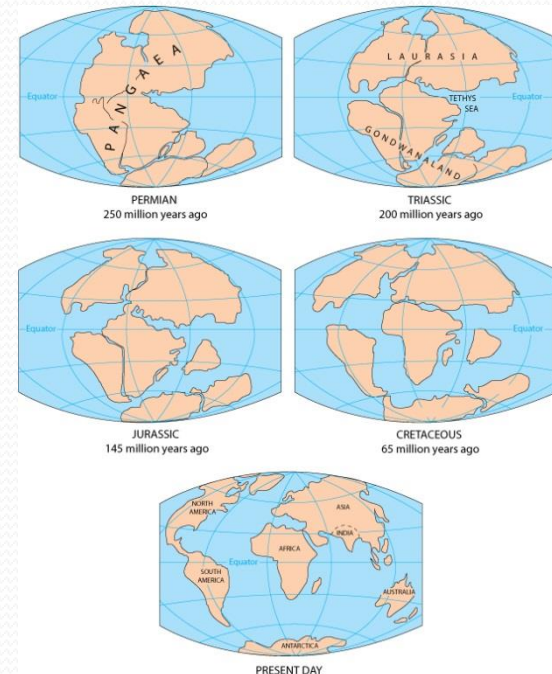 PANGAEA
Equator
PERMIAN
250 million years ago
LAURASIA
TETHYS
SEA
Equator
GONDWANALAND
TRIASSIC
200 million years ago
Equator
JURASSIC
145 million years ago
Equator
CRETACEOUS
65 million years ago
NORTH
AMERICA
ASIA
INDIA
AFRICA
Equator
SOUTH
AMERICA
AUSTRALIA
ANTARCTICA
PRESENT DAY